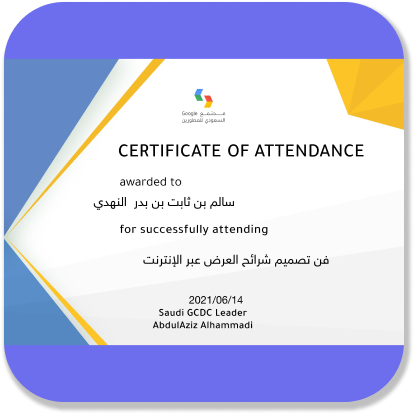 مجتمع Google
السعودي للمطورين
CERTIFICATE OF ATTENDANCE
awarded to
سالم بن ثابت بن بدر النهدي
for successfully attending
فن تصميم شرائح العرض عبر الإنترنت
2021/06/14
Saudi GCDC Leader
AbdulAziz Alhammadi